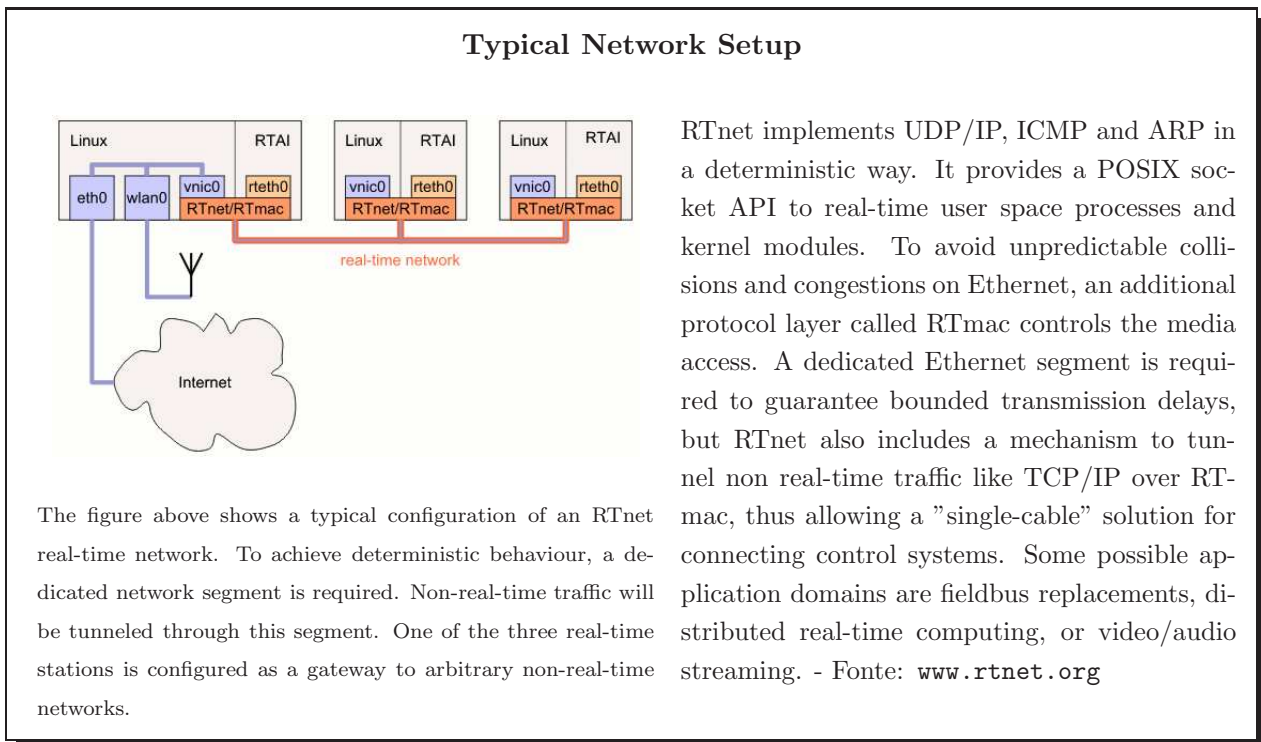 Typical Network Setup
Linux RTAI Linux RTAI Linux RTAI
eth0 wlan0 vnic0 rteth0 vnic0 rteth0 vnic0 rteth0
RTnet/RTmac RTnet/RTmac RTnet/RTmac
real-time network
Internet
The figure above shows a typical configuration of an RTnet
real-time network. To achieve deterministic behaviour, a de-
dicated network segment is required. Non-real-time traffic will
be tunneled through this segment. One of the three real-time
stations is configured as a gateway to arbitrary non-real-time
networks.
RTnet implements UDP/IP, ICMP and ARP in
a deterministic way. It provides a POSIX soc-
ket API to real-time user space processes and
kernel modules. To avoid unpredictable colli-
sions and congestions on Ethernet, an additional
protocol layer called RTmac controls the media
access. A dedicated Ethernet segment is requi-
red to guarantee bounded transmission delays,
but RTnet also includes a mechanism to tun-
nel non real-time traffic like TCP/IP over RT-
mac, thus allowing a ”single-cable” solution for
connecting control systems. Some possible ap-
plication domains are fieldbus replacements, di-
stributed real-time computing, or video/audio
streaming. - Fonte: www.rtnet.org